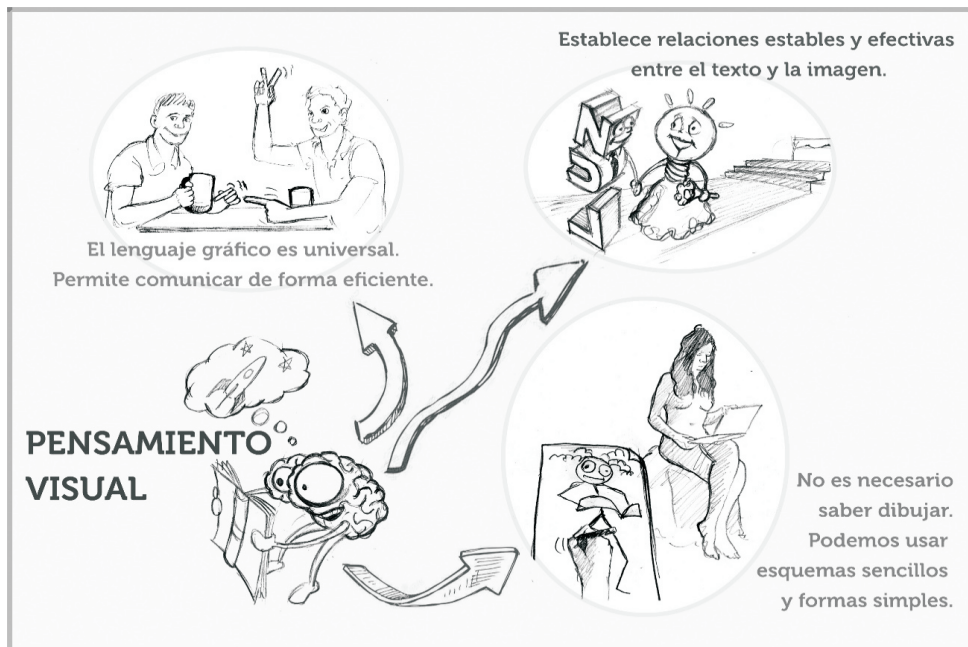 Establece relaciones estables y efectivas
entre el texto y la imagen.
El lenguaje gráfico es universal.
Permite comunicar de forma eficiente.
PENSAMIENTO
VISUAL
No es necesario
saber dibujar.
Podemos usar
esquemas sencillos
y formas simples.